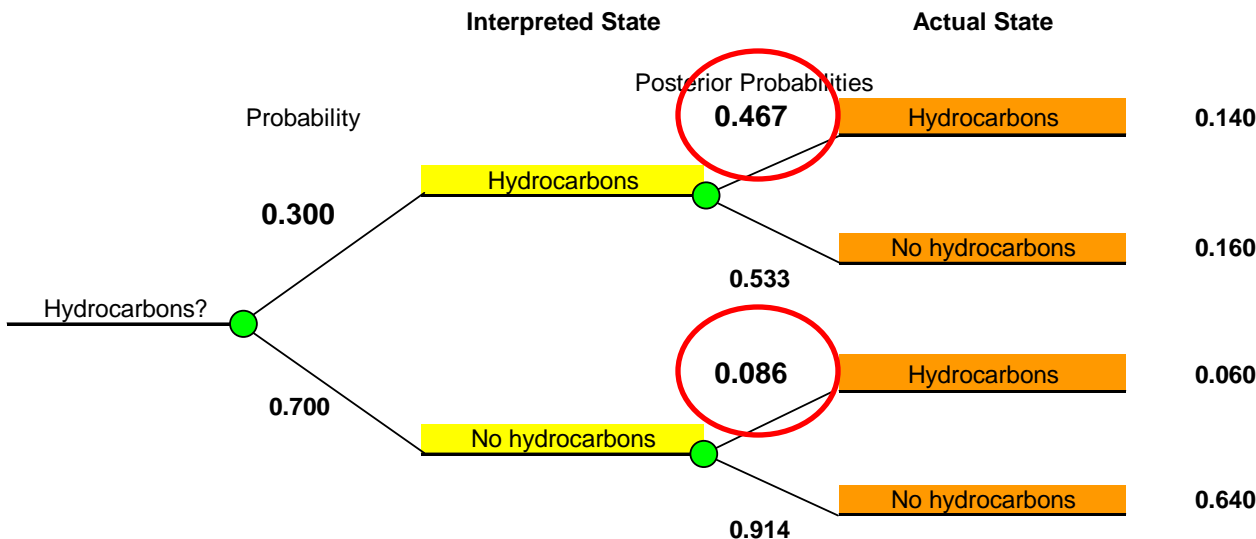 Interpreted State
Actual State
Posterior Probabilities
Probability
0.467
Hydrocarbons
0.140
Hydrocarbons
0.300
No hydrocarbons
0.160
0.533
Hydrocarbons?
0.086
Hydrocarbons
0.060
0.700
No hydrocarbons
No hydrocarbons
0.640
0.914